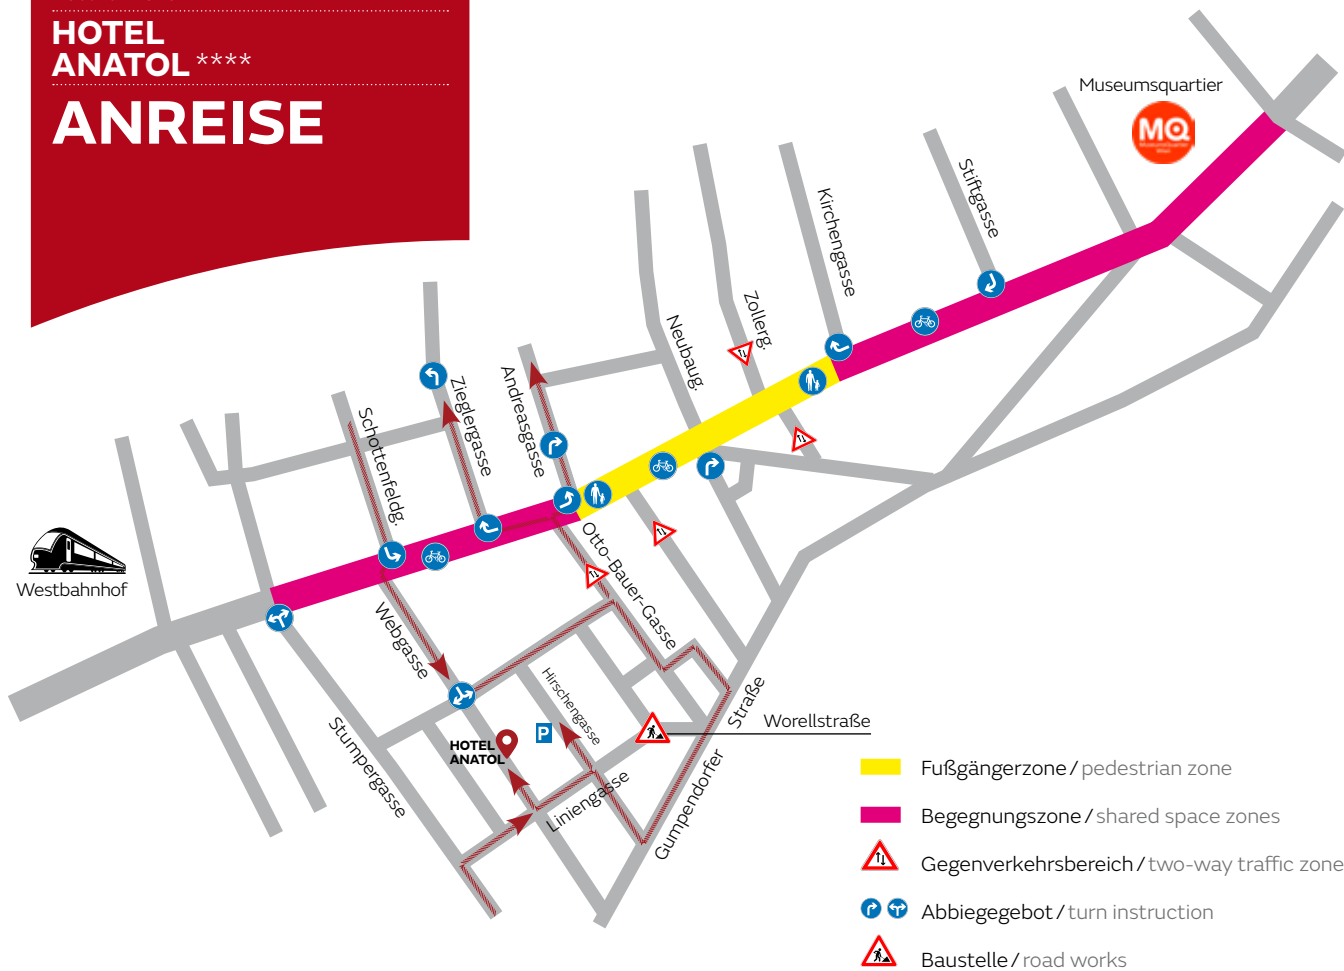 HOTEL
ANATOL ****
ANREISE
Museumsquartier
MQ
Stiftgasse
Kirchengasse
Zollerg.
Neubaug.
Andreasgasse
Zieglergasse
Schottenfeldg.
Westbahnhof
Otto-Bauer-Gasse
Webgasse
Hirschengasse
Stumpergasse
P
HOTEL
ANATOL
Liniengasse
Gumpendorfer
Straße
Worellstraße
Fußgängerzone / pedestrian zone
Begegnungszone / shared space zones
Gegenverkehrsbereich / two-way traffic zone
Abbiegegebot / turn instruction
Baustelle / road works